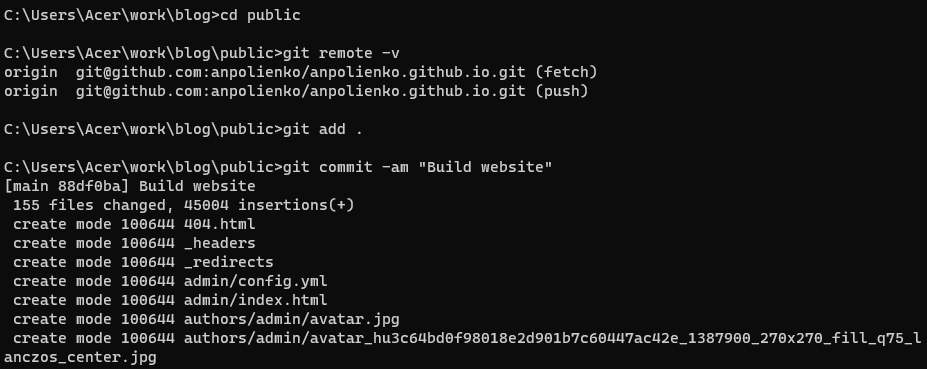 C:\Users\Acer\work\blog>cd public
C:\Users\Acer\work\blog\public>git remote -v
origin  git@github.com:anpolienko/anpolienko.github.io.git (fetch)
origin  git@github.com:anpolienko/anpolienko.github.io.git (push)
C:\Users\Acer\work\blog\public>git add .
C:\Users\Acer\work\blog\public>git commit -am "Build website"
[main 88df0ba] Build website
 155 files changed, 45004 insertions(+)
 create mode 100644 404.html
 create mode 100644 _headers
 create mode 100644 _redirects
 create mode 100644 admin/config.yml
 create mode 100644 admin/index.html
 create mode 100644 authors/admin/avatar.jpg
 create mode 100644 authors/admin/avatar_hu3c64bd0f98018e2d901b7c60447ac42e_1387900_270x270_fill_q75_l
anczos_center.jpg